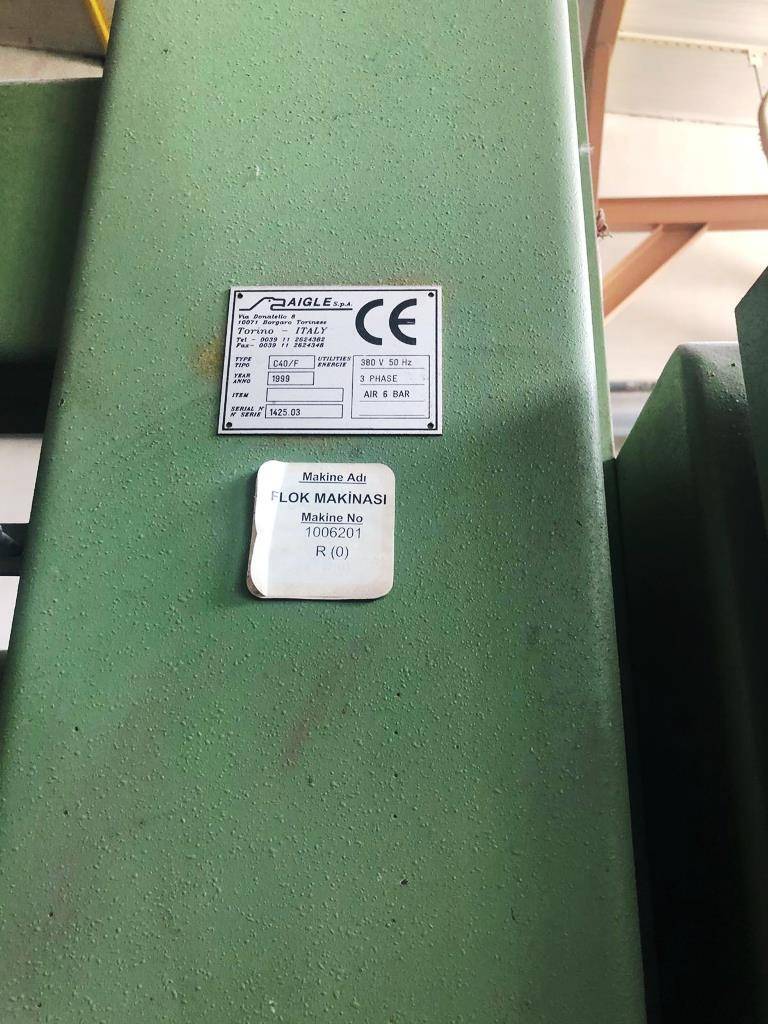 AIGLE S.p.A.
Via Donatello 8
10071 Borgaro Torinese
Torino - ITALY
Tel - 0039 11 2624382
Fax- 0039 11 2624348
CE
TYPE
TIPO
C40/F
UTILITIES
ENERGIE
380 V 50 Hz
YEAR
ANNO
1999
3 PHASE
ITEM
AIR 6 BAR
SERIAL N°
N° SERIE
1425.03
Makine Adı
FLOK MAKİNASI
Makine No
1006201
R (0)